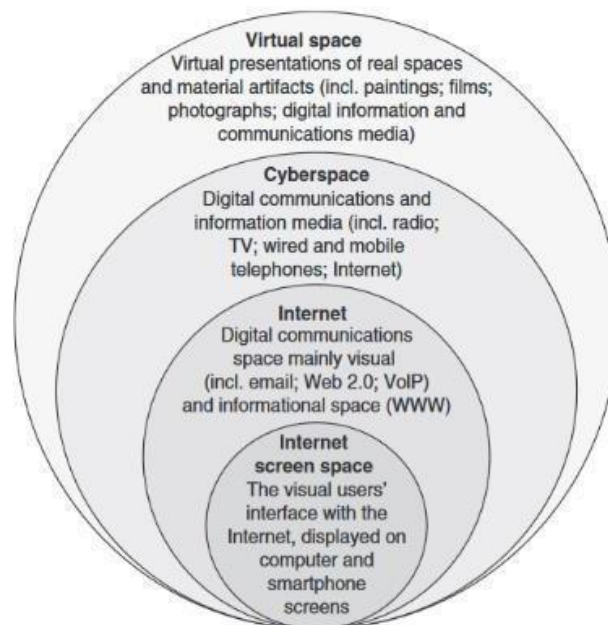 Virtual space
Virtual presentations of real spaces
and material artifacts (incl. paintings; films;
photographs; digital information and
communications media)
Cyberspace
Digital communications and
information media (incl. radio;
TV; wired and mobile
telephones; Internet)
Internet
Digital communications
space mainly visual
(incl. email; Web 2.0; VoIP)
and informational space (WWW)
Internet
screen space
The visual users'
interface with the
Internet, displayed on
computer and
smartphone
screens